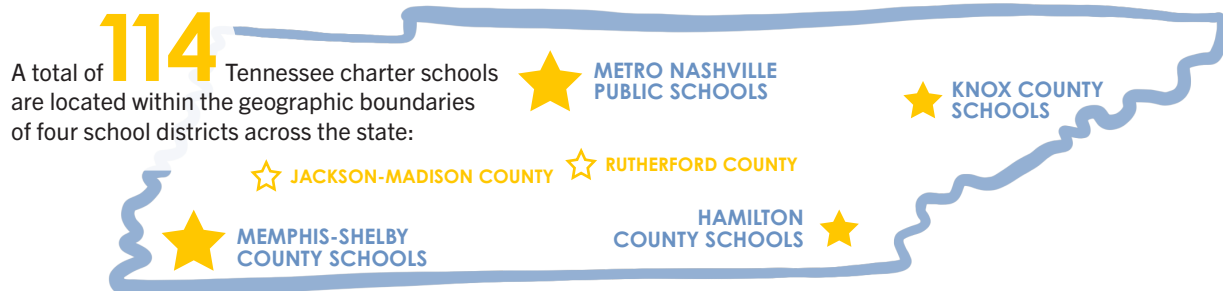 A total of 114 Tennessee charter schools
are located within the geographic boundaries
of four school districts across the state:
METRO NASHVILLE
PUBLIC SCHOOLS
KNOX COUNTY
SCHOOLS
JACKSON-MADISON COUNTY
RUTHERFORD COUNTY
MEMPHIS-SHELBY
COUNTY SCHOOLS
HAMILTON
COUNTY SCHOOLS